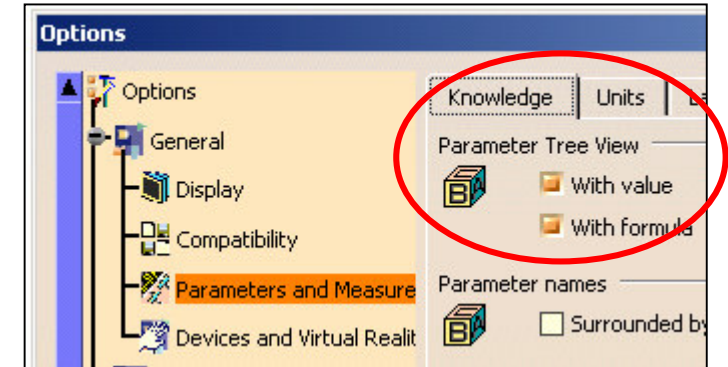 Options
Options
General
Display
Compatibility
Parameters and Measure
Devices and Virtual Realit
Knowledge
Units
Parameter Tree View
With value
With formula
Parameter names
Surrounded by